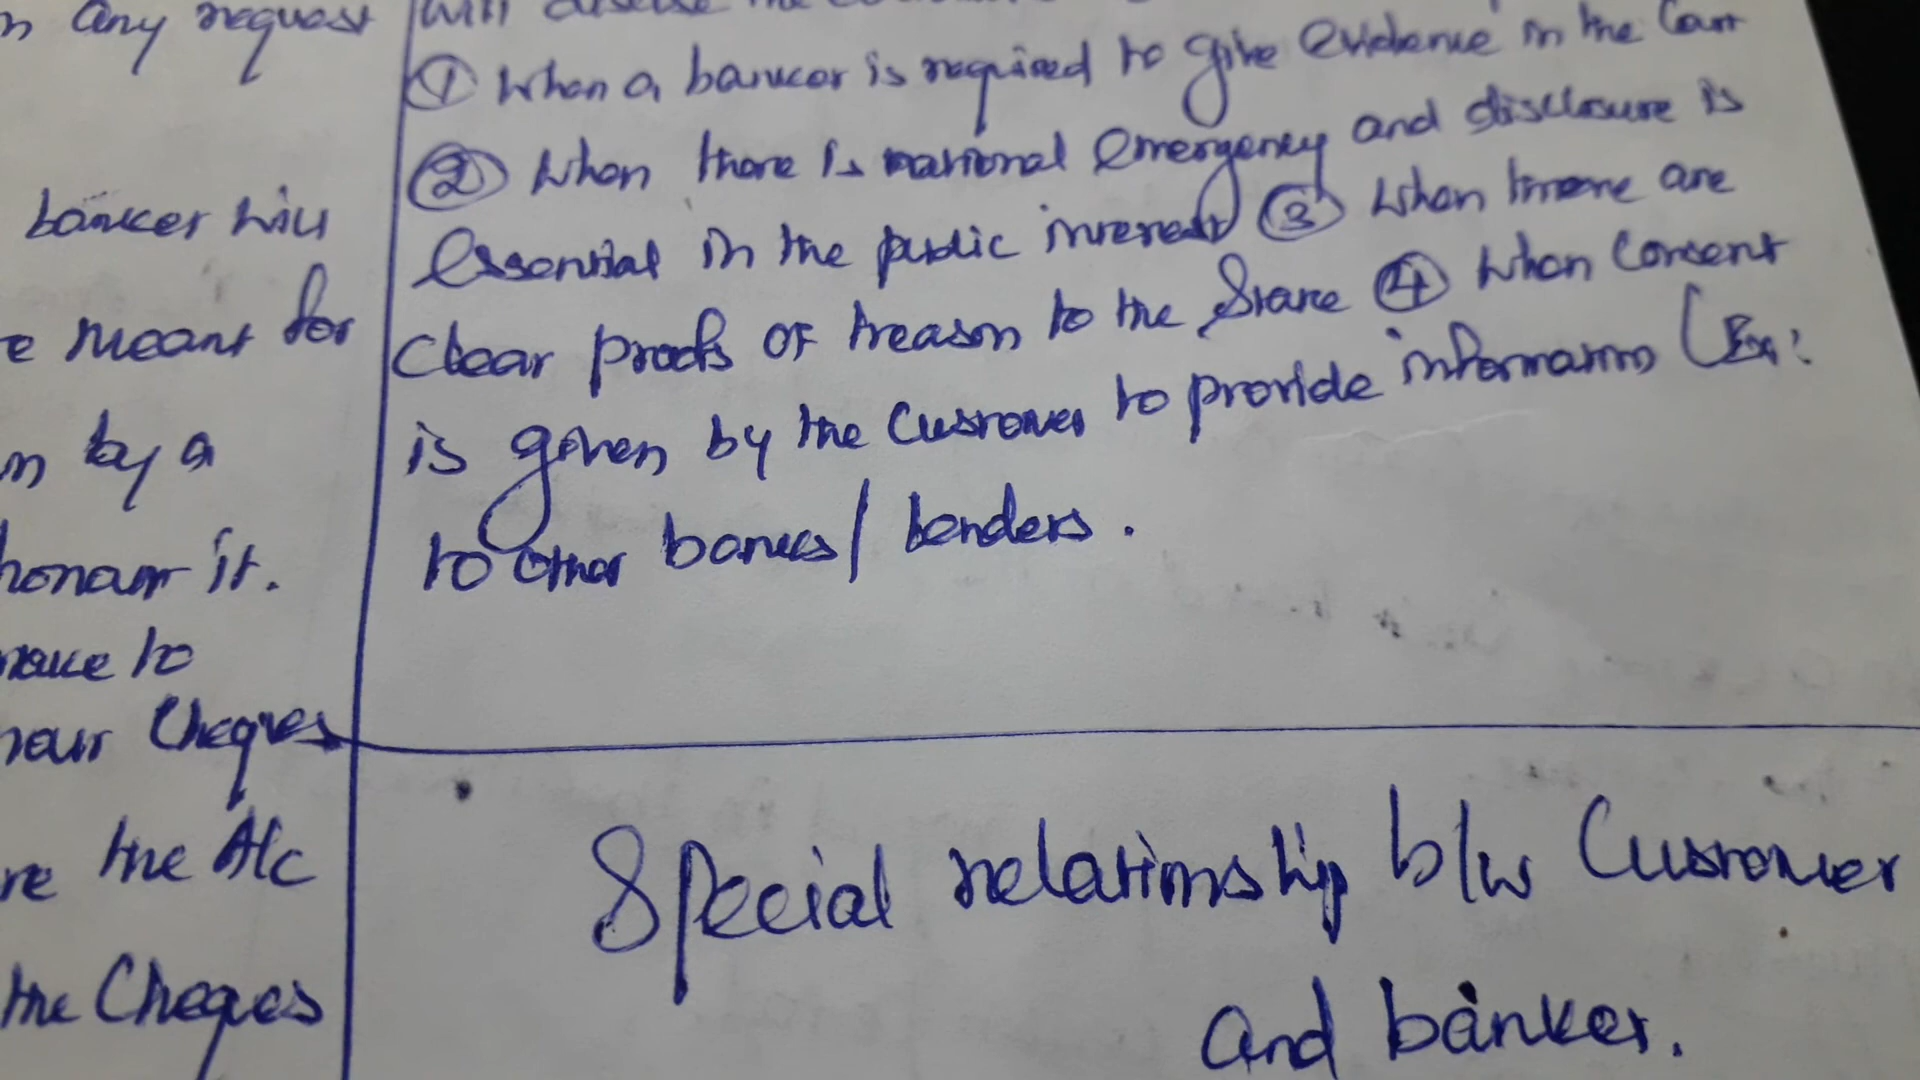 n any request
banker will
e meant for
n by a
honour it.
make to
nour Cheques
re the A/c
the Cheques
will
① When a banker is required to give evidence in the Court
② When there is national emergency and disclosure is
essential in the public interest ③ When there are
Clear proofs of treason to the State ④ When Consent
is given by the Customer to provide information (Ex:
to other banks/ lenders.
Special relationship b/w Customer
and banker.